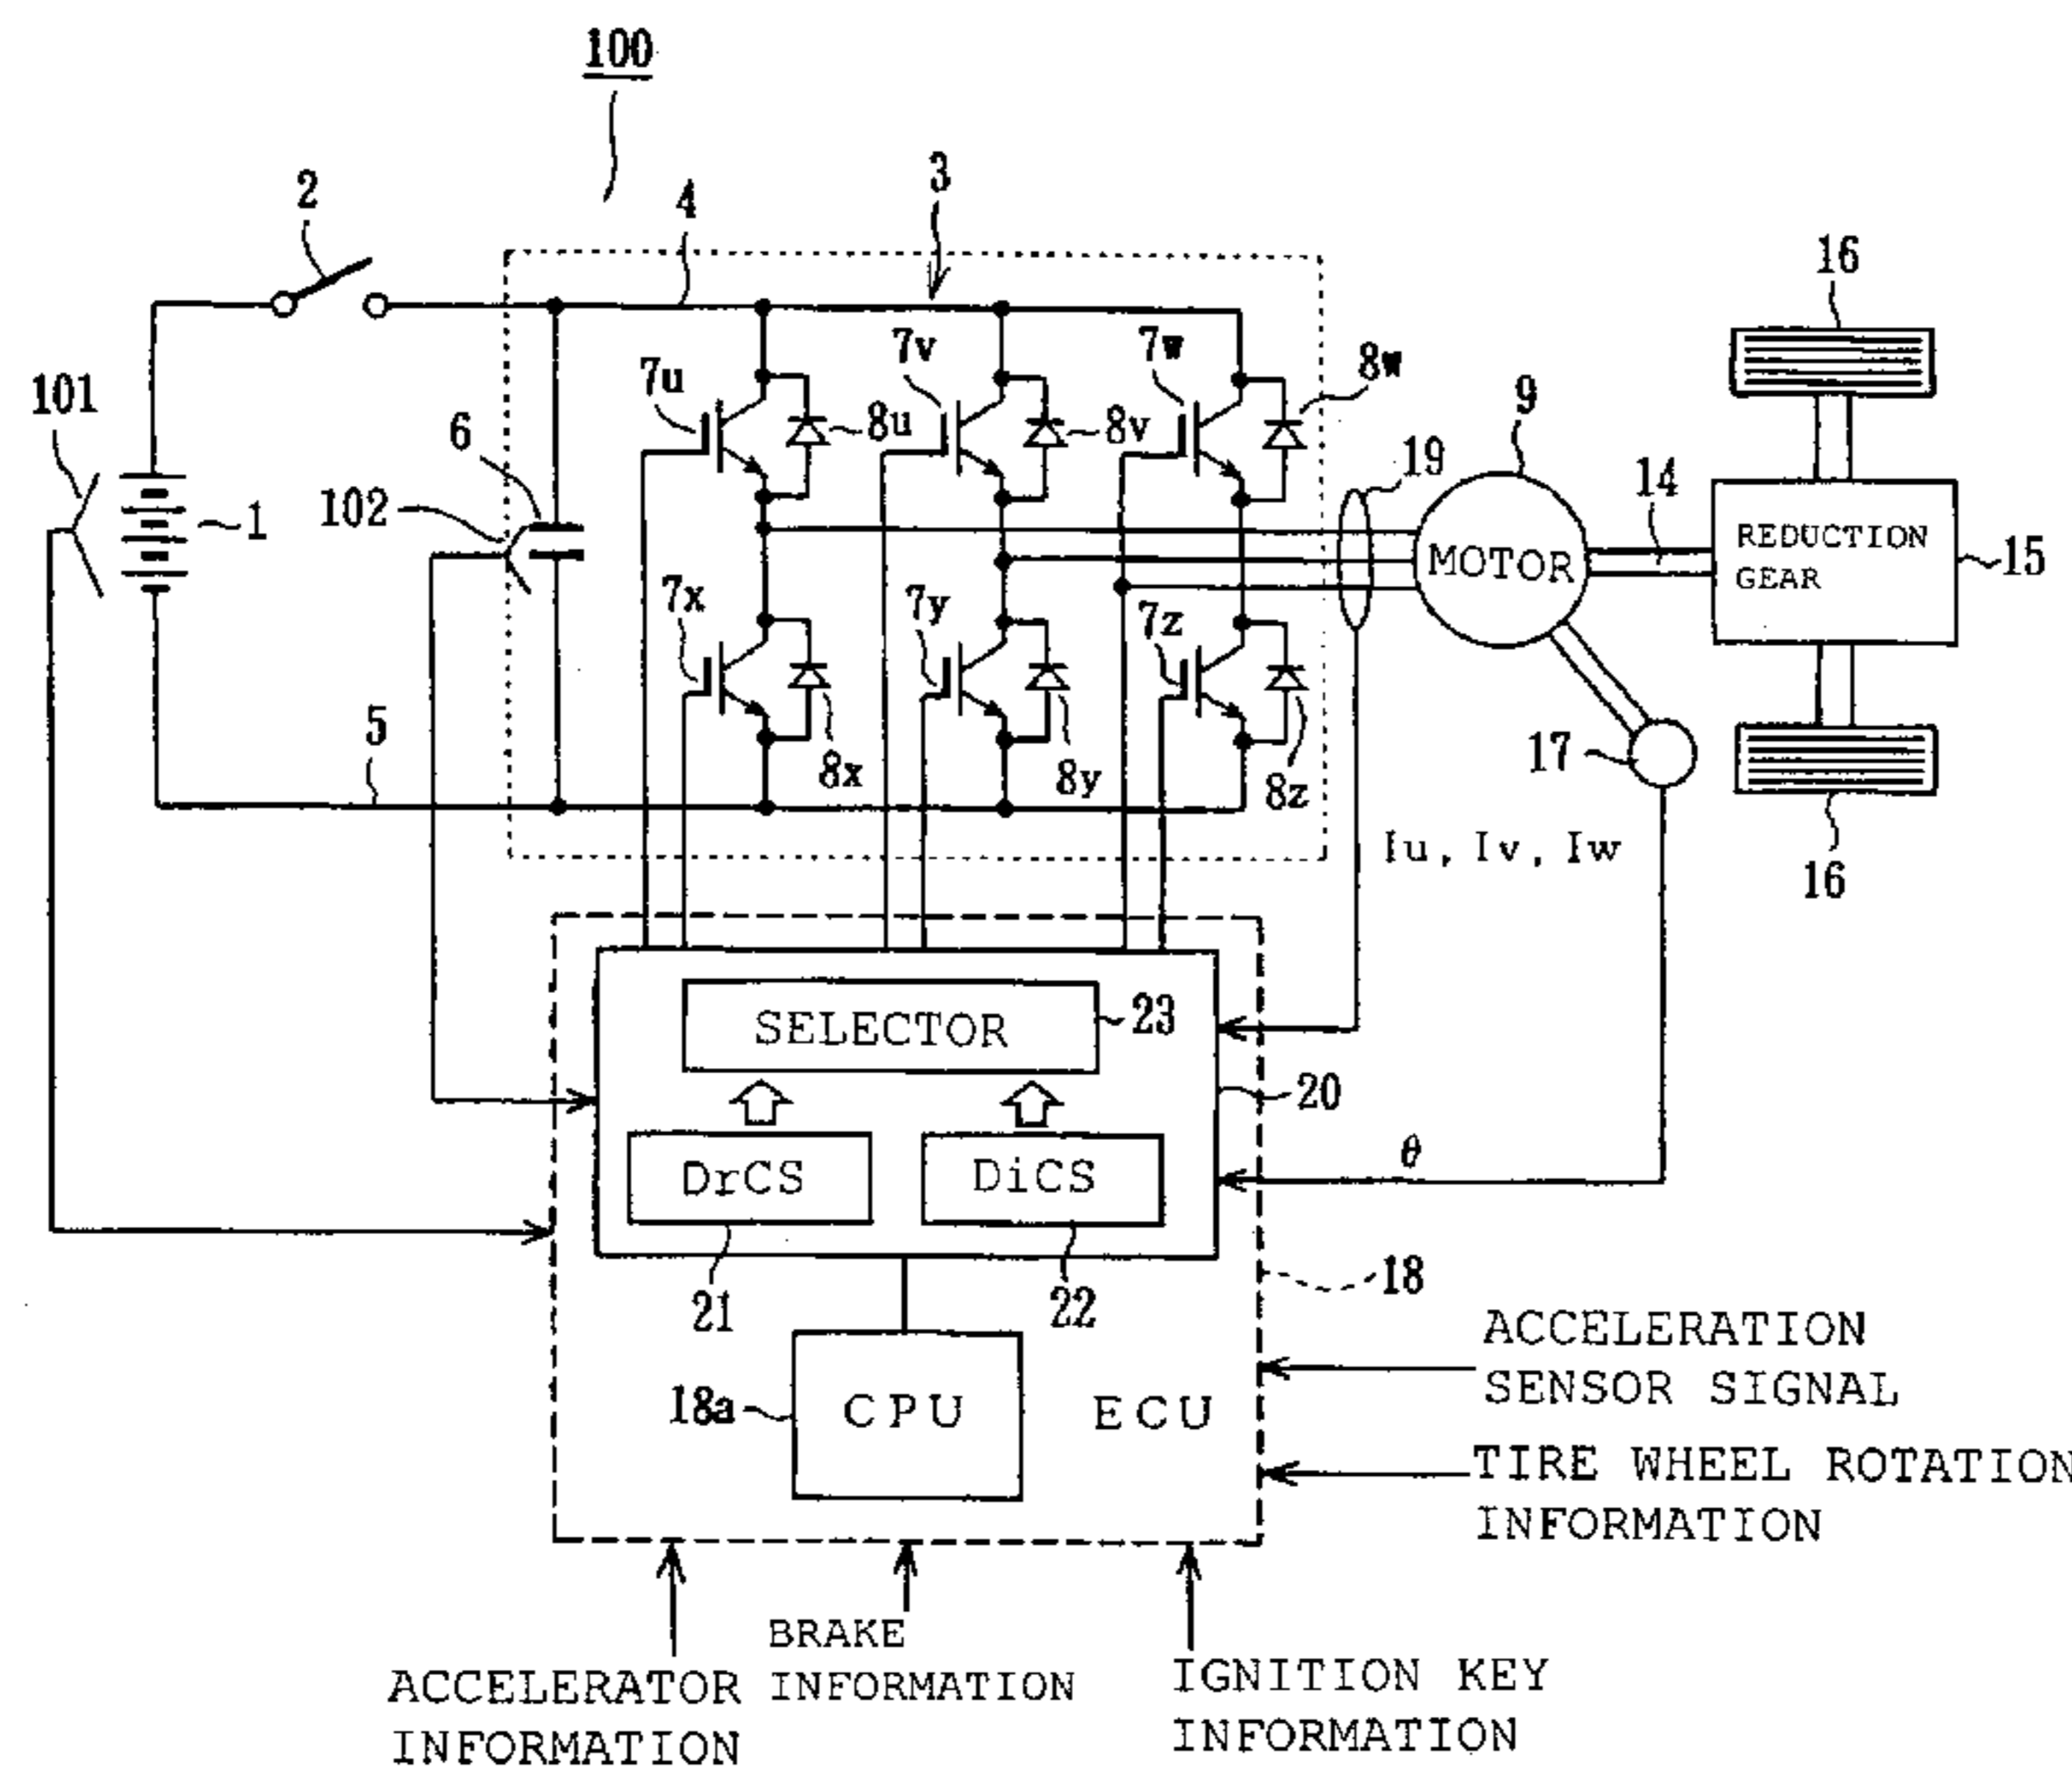 100
2
4
3
16
101
6
102
1
7u
8u
7v
8v
7w
8w
19
9
14
MOTOR
REDUCTION
GEAR
15
7x
8x
7y
8y
7z
8z
5
17
16
Iu, Iv, Iw
SELECTOR
23
20
DrCS
DiCS
θ
21
22
18
18a
CPU
ECU
ACCELERATION
SENSOR SIGNAL
TIRE WHEEL ROTATION
INFORMATION
ACCELERATOR
INFORMATION
BRAKE
INFORMATION
IGNITION KEY
INFORMATION